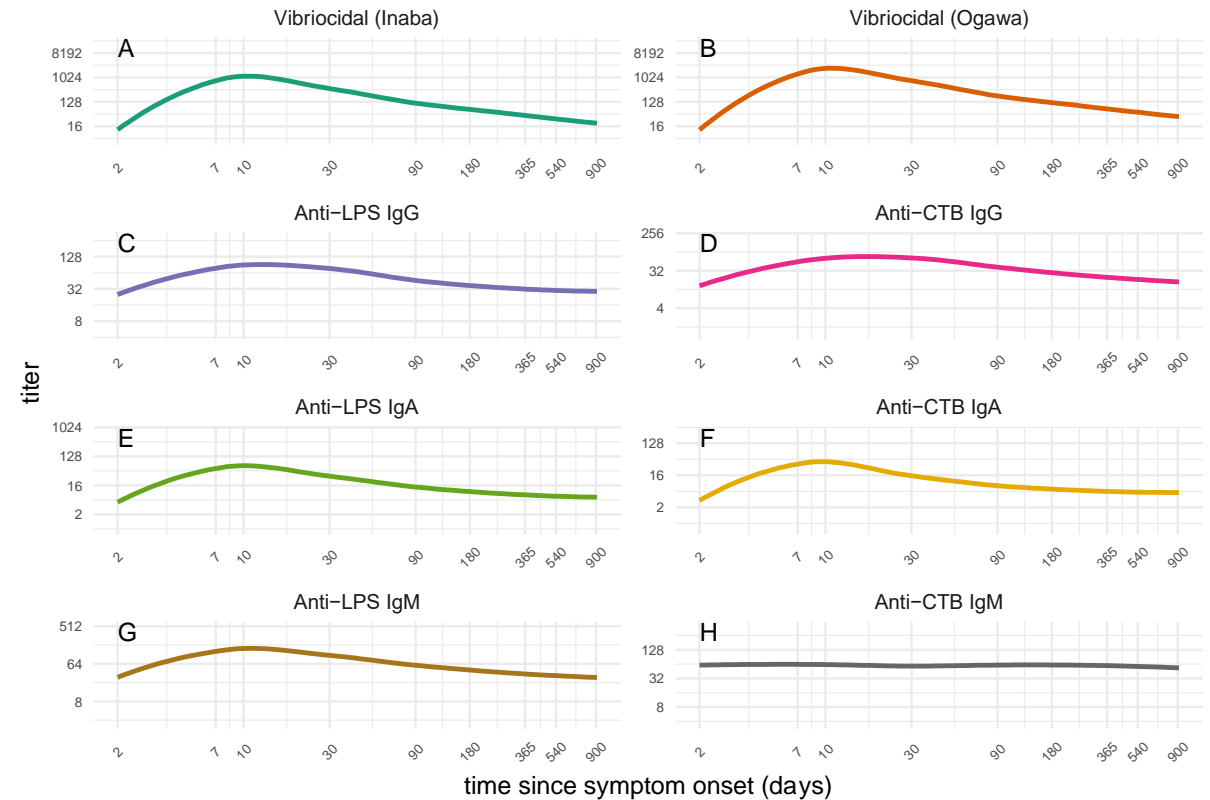 Vibriocidal (Inaba)
Vibriocidal (Ogawa)
A
8192
1024
128
16
2 7 10 30 90 180 365 540 900
B
8192
1024
128
16
2 7 10 30 90 180 365 540 900
Anti−LPS IgG
Anti−CTB IgG
C
128
32
8
2 7 10 30 90 180 365 540 900
D
256
32
4
2 7 10 30 90 180 365 540 900
titer
Anti−LPS IgA
Anti−CTB IgA
E
1024
128
16
2
2 7 10 30 90 180 365 540 900
F
128
16
2
2 7 10 30 90 180 365 540 900
Anti−LPS IgM
Anti−CTB IgM
G
512
64
8
2 7 10 30 90 180 365 540 900
H
128
32
8
2 7 10 30 90 180 365 540 900
time since symptom onset (days)